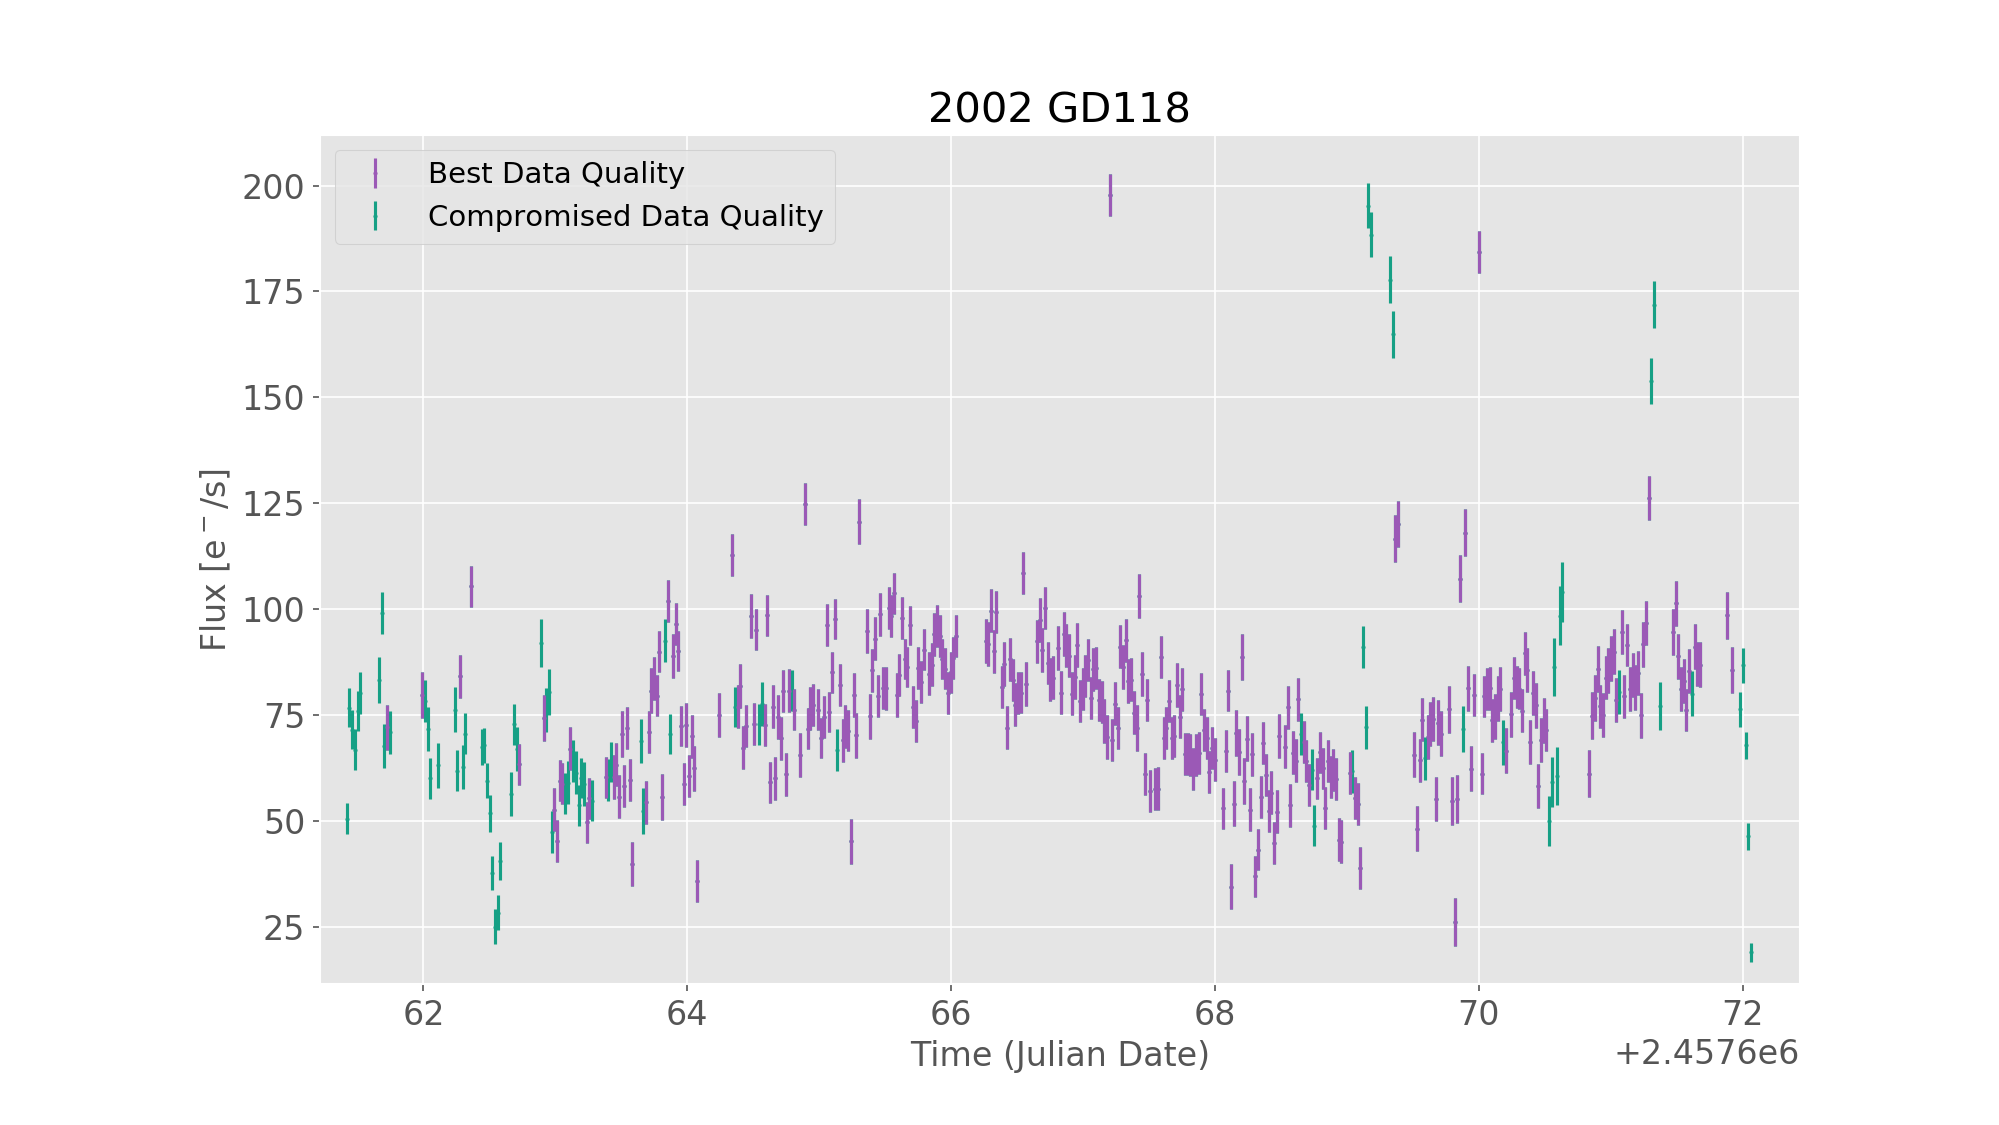 2002 GD118
Best Data Quality
Compromised Data Quality
200
175
150
125
100
75
50
25
Flux [e⁻/s]
62 64 66 68 70 72
Time (Julian Date)
+2.4576e6